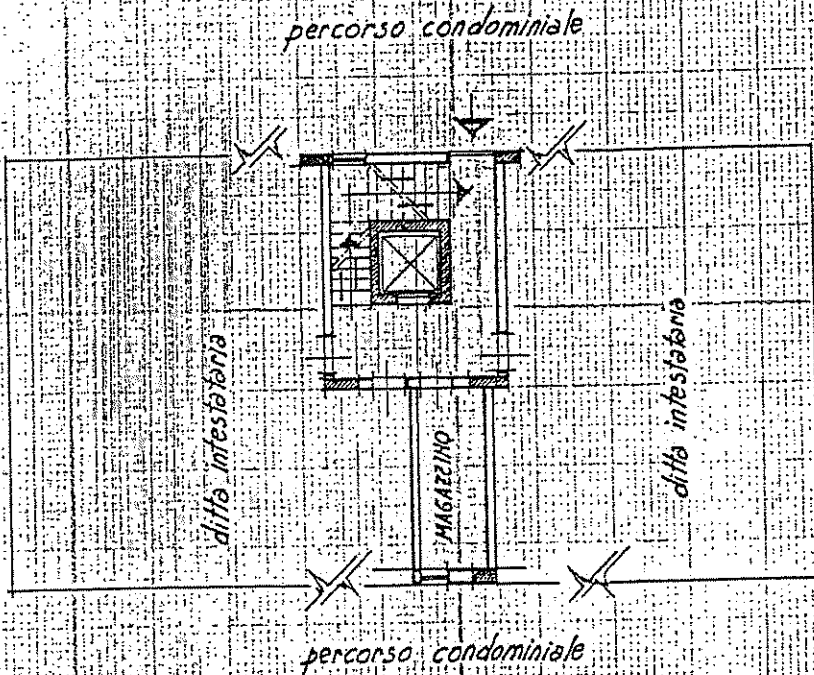 percorso condominiale
ditta intestataria
MAGAZZINO
ditta intestataria
percorso condominiale